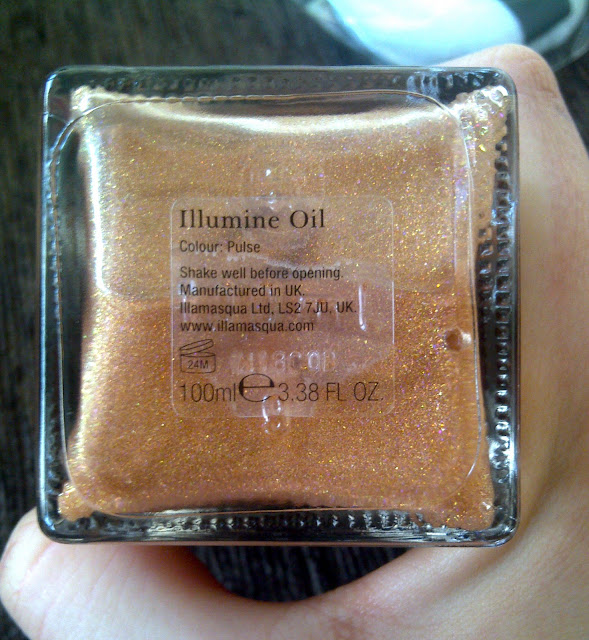 Illumine Oil
Colour: Pulse
Shake well before opening.
Manufactured in UK.
Illamasqua Ltd, LS2 7JU, UK.
www.illamasqua.com
24M
100ml℮ 3.38 FL OZ.